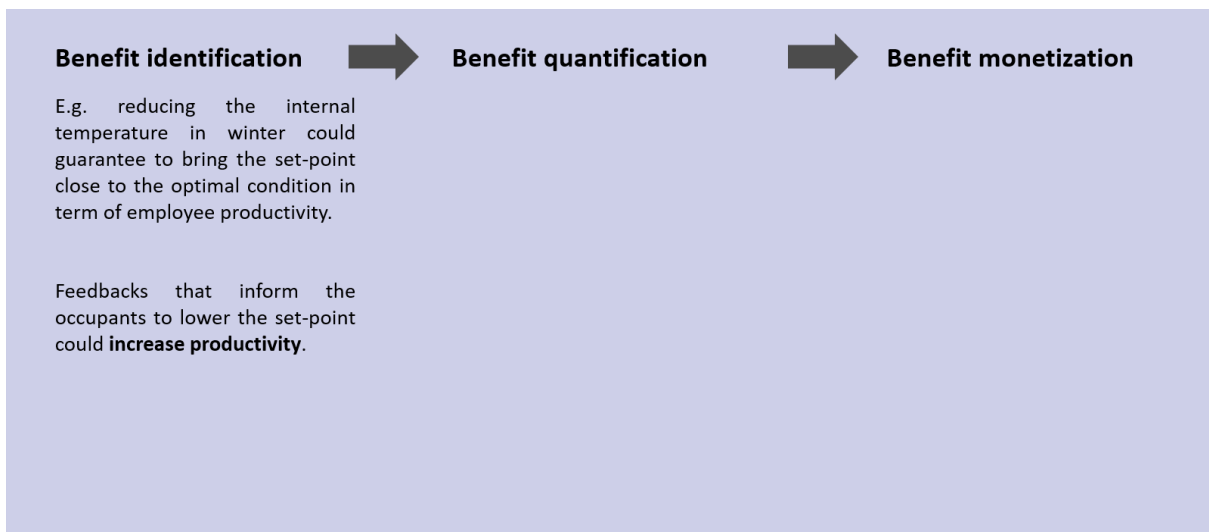 Benefit identification
Benefit quantification
Benefit monetization
E.g. reducing the internal
temperature in winter could
guarantee to bring the set-point
close to the optimal condition in
term of employee productivity.
Feedbacks that inform the
occupants to lower the set-point
could increase productivity.